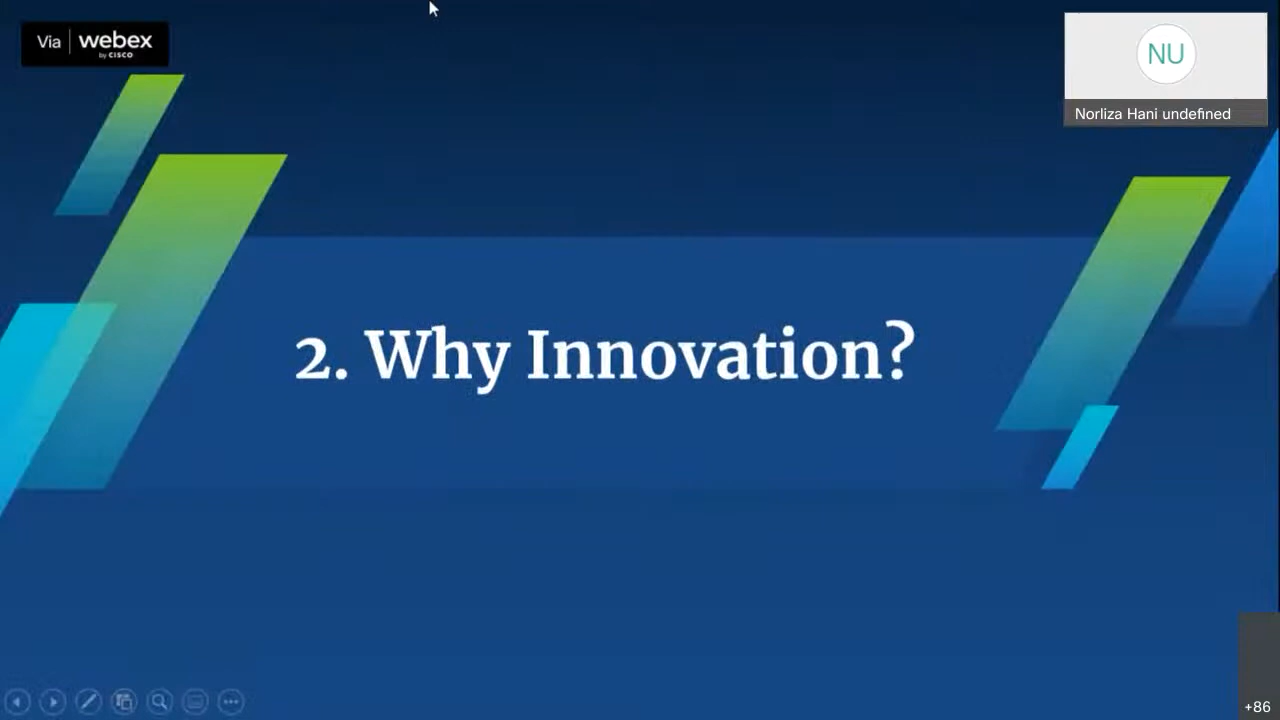 Via webex
by CISCO
NU
Norliza Hani undefined
2. Why Innovation?
+86